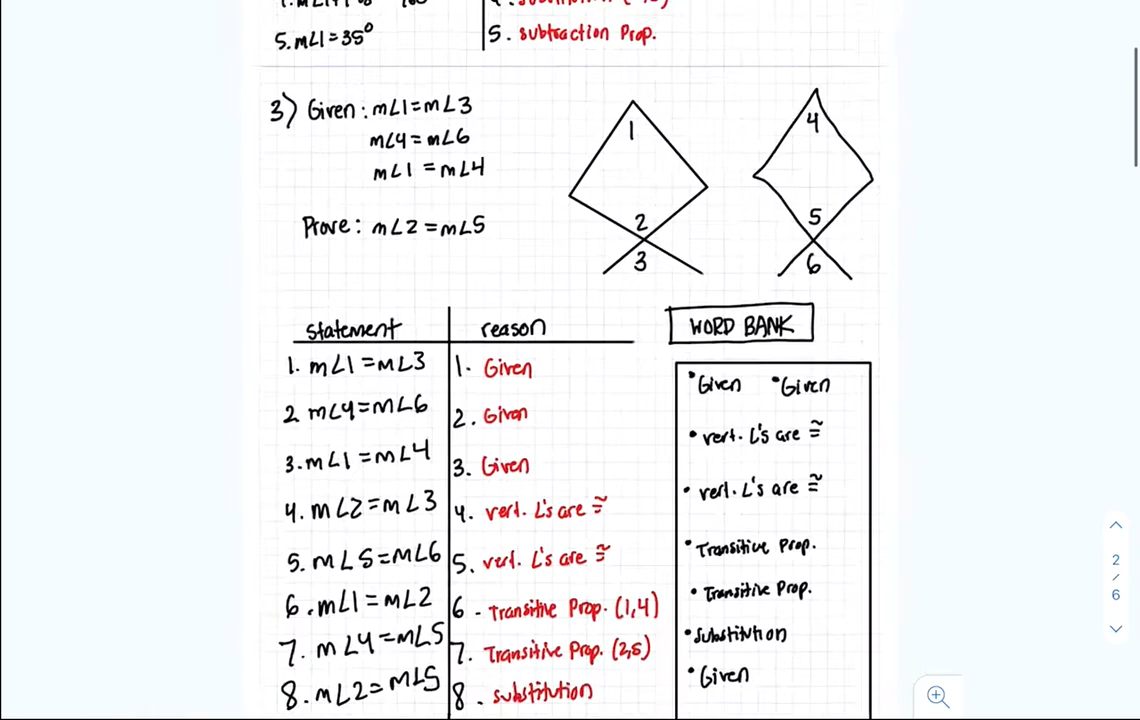 5. m∠1=35°
5. subtraction Prop.
3) Given: m∠1=m∠3
m∠4=m∠6
m∠1=m∠4
Prove: m∠2=m∠5
1
2
3
4
5
6
statement
reason
1. m∠1=m∠3
1. Given
2 m∠4=m∠6
2. Given
3. m∠1=m∠4
3. Given
4. m∠2=m∠3
4. vert. ∠'s are ≅
5. m∠5=m∠6
5. vert. ∠'s are ≅
6. m∠1=m∠2
6 - Transitive Prop. (1,4)
7. m∠4=m∠5
7. Transitive Prop. (2,5)
8. m∠2=m∠5
8. substitution
WORD BANK
• Given • Given
• vert. ∠'s are ≅
• vert. ∠'s are ≅
• Transitive Prop.
• Transitive Prop.
• Substitution
• Given
2
/
6